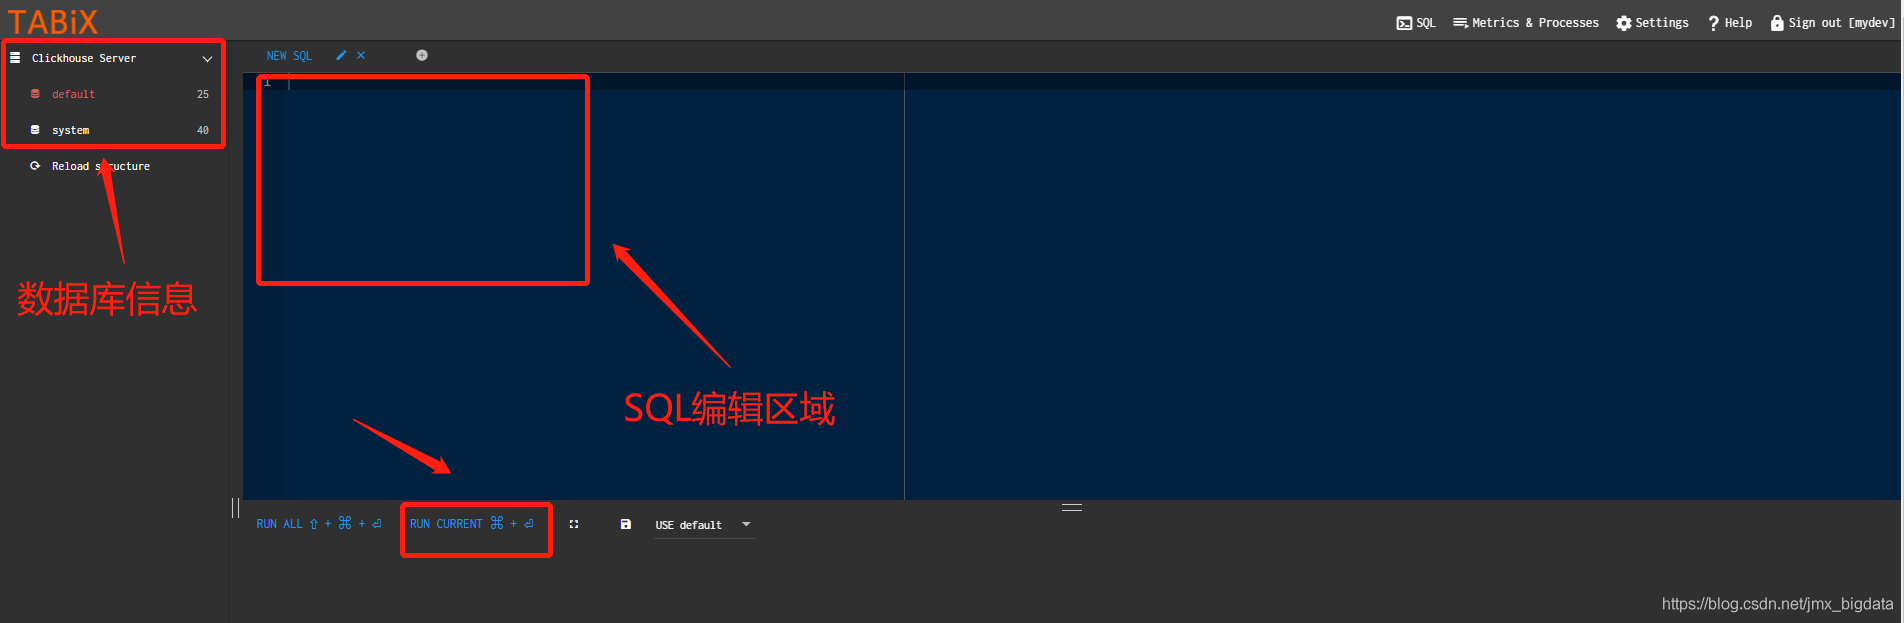 TABiX
SQL Metrics & Processes Settings Help Sign out [mydev]
Clickhouse Server
default 25
system 40
Reload structure
数据库信息
NEW SQL
1
SQL编辑区域
RUN ALL ⇧ + ⌘ + ⏎ RUN CURRENT ⌘ + ⏎ USE default
https://blog.csdn.net/jmx_bigdata